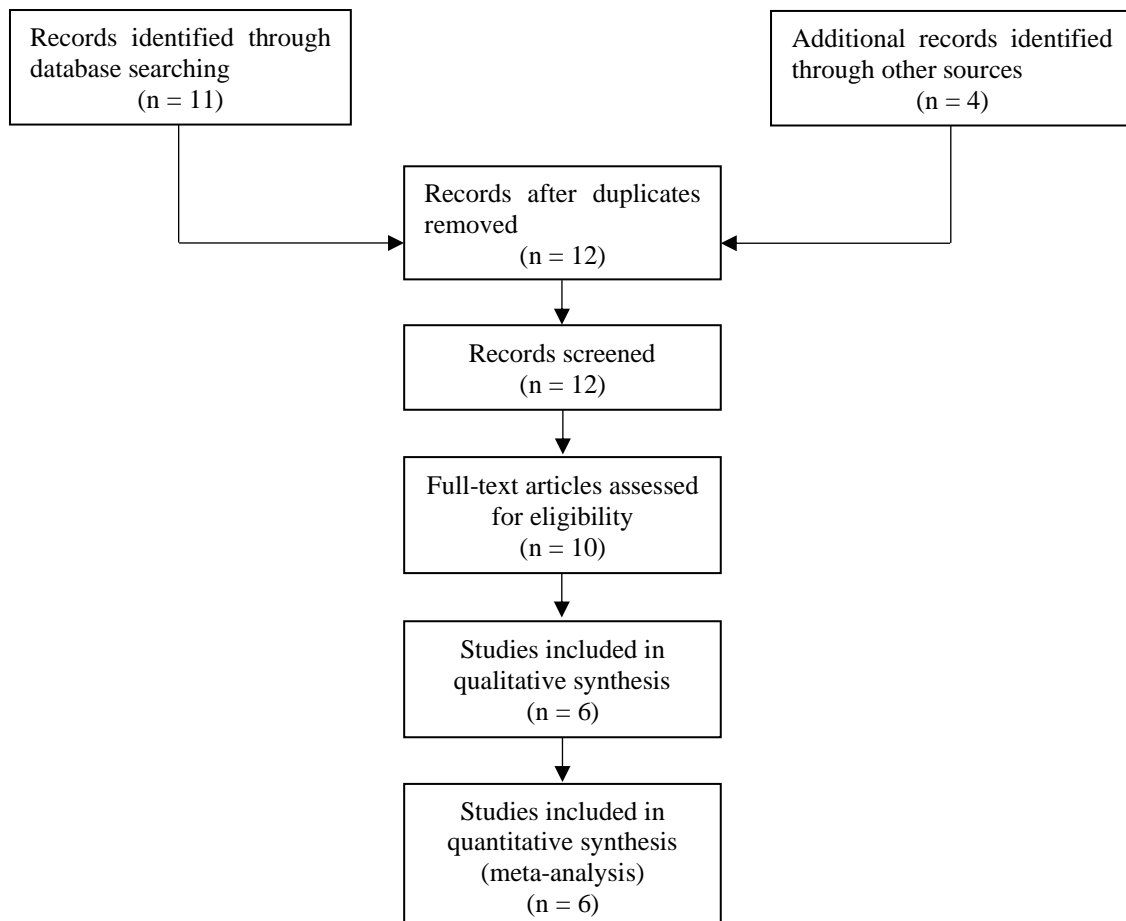 Records identified through
database searching
(n = 11)
Additional records identified
through other sources
(n = 4)
Records after duplicates
removed
(n = 12)
Records screened
(n = 12)
Full-text articles assessed
for eligibility
(n = 10)
Studies included in
qualitative synthesis
(n = 6)
Studies included in
quantitative synthesis
(meta-analysis)
(n = 6)